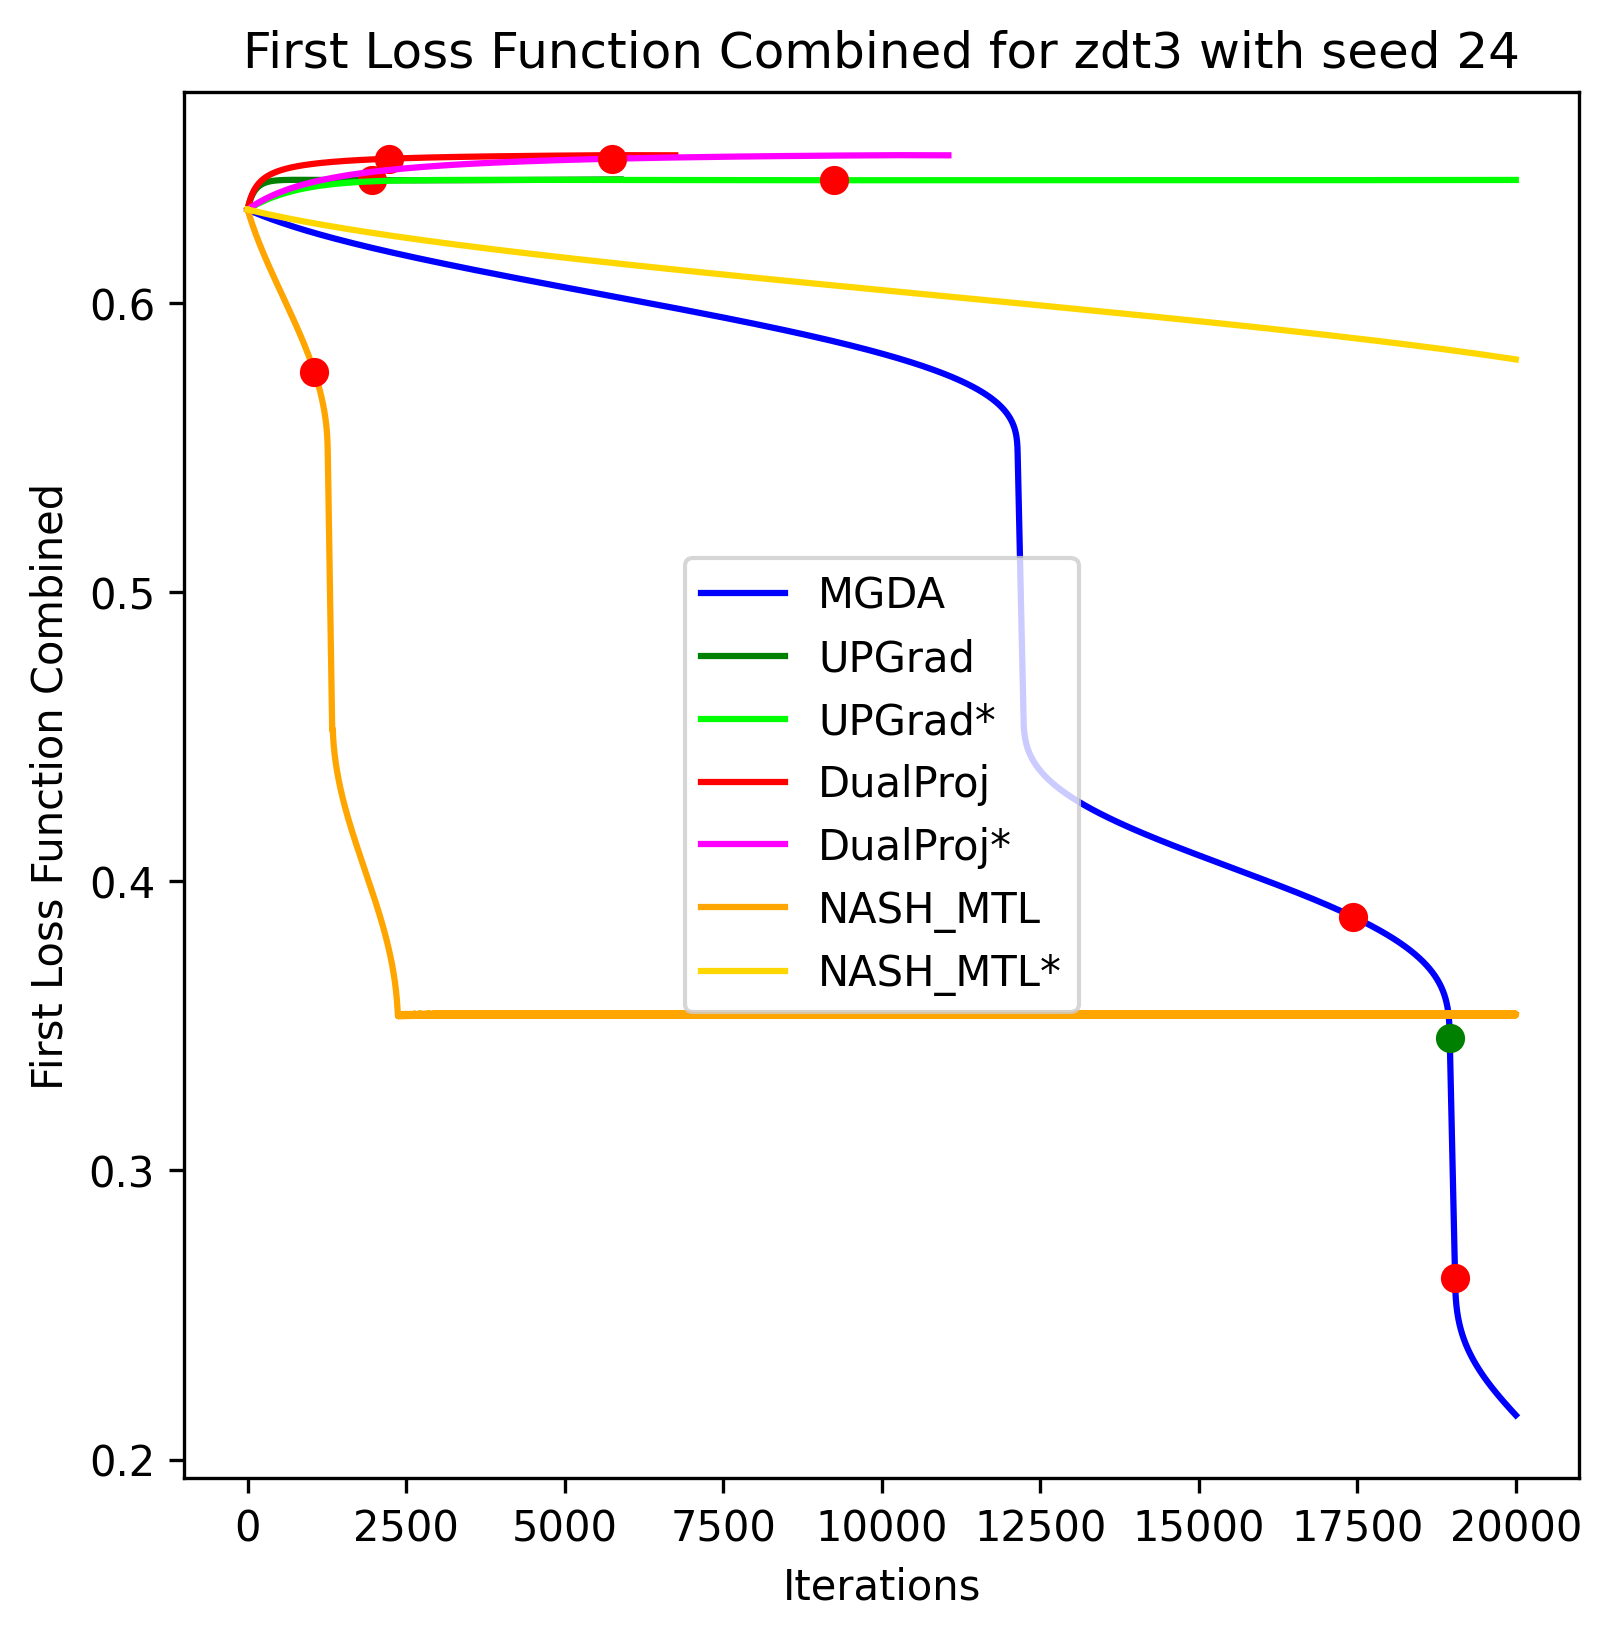 First Loss Function Combined for zdt3 with seed 24
First Loss Function Combined
0.6
0.5
0.4
0.3
0.2
MGDA
UPGrad
UPGrad*
DualProj
DualProj*
NASH_MTL
NASH_MTL*
0 2500 5000 7500 10000 12500 15000 17500 20000
Iterations